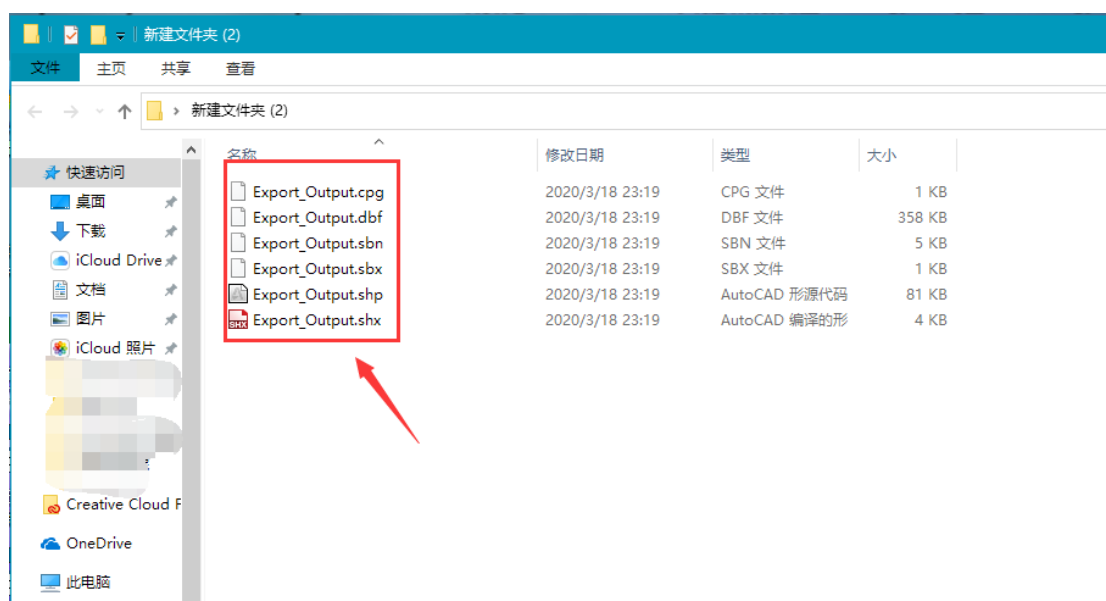 新建文件夹 (2)
文件 主页 共享 查看
新建文件夹 (2)
名称 修改日期 类型 大小
快速访问
桌面
下载
iCloud Drive
文档
图片
iCloud 照片
Creative Cloud F
OneDrive
此电脑
Export_Output.cpg 2020/3/18 23:19 CPG 文件 1 KB
Export_Output.dbf 2020/3/18 23:19 DBF 文件 358 KB
Export_Output.sbn 2020/3/18 23:19 SBN 文件 5 KB
Export_Output.sbx 2020/3/18 23:19 SBX 文件 1 KB
Export_Output.shp 2020/3/18 23:19 AutoCAD 形源代码 81 KB
SHX Export_Output.shx 2020/3/18 23:19 AutoCAD 编译的形 4 KB